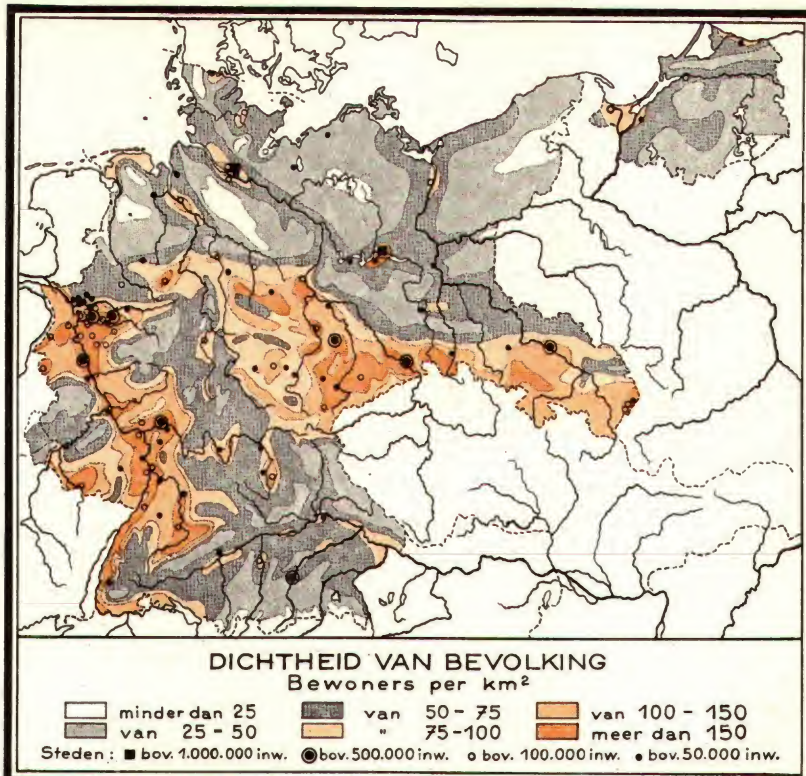 DICHTHEID VAN BEVOLKING
Bewoners per km²
minder dan 25 van 50-75 van 100-150
van 25-50 " 75-100 meer dan 150
Steden: bov. 1.000.000 inw. bov. 500.000 inw. bov. 100.000 inw. bov. 50.000 inw.